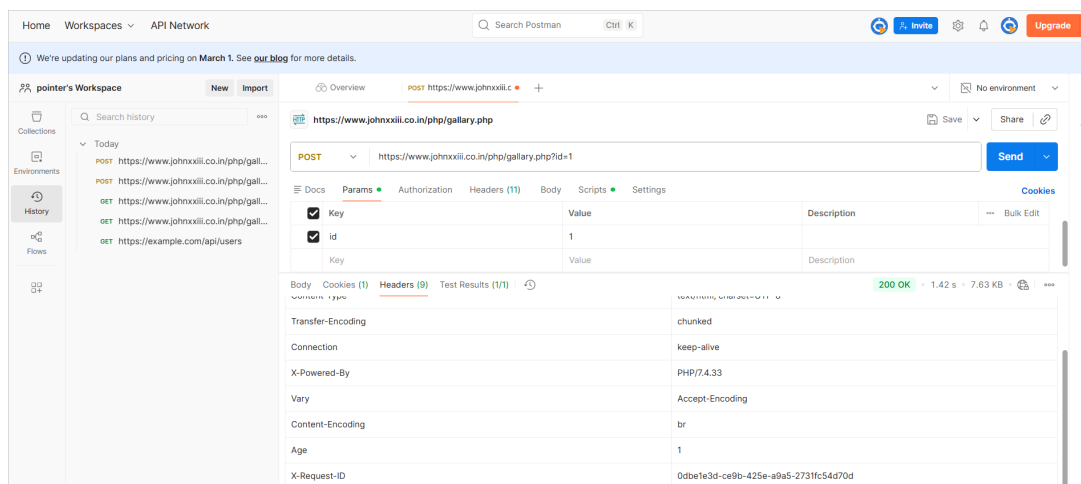 Home Workspaces API Network Search Postman Ctrl K Invite Upgrade
We're updating our plans and pricing on March 1. See our blog for more details.
pointer's Workspace New Import Overview POST https://www.johnxxiii.c No environment
Collections Search history https://www.johnxxiii.co.in/php/gallary.php Save Share
Today
POST https://www.johnxxiii.co.in/php/gall...
POST https://www.johnxxiii.co.in/php/gall...
GET https://www.johnxxiii.co.in/php/gall...
GET https://www.johnxxiii.co.in/php/gall...
GET https://example.com/api/users
Environments
History
Flows
POST https://www.johnxxiii.co.in/php/gallary.php?id=1 Send
Docs Params Authorization Headers (11) Body Scripts Settings Cookies
Key Value Description Bulk Edit
id 1
Key Value Description
Body Cookies (1) Headers (9) Test Results (1/1) 200 OK 1.42 s 7.63 KB
Transfer-Encoding chunked
Connection keep-alive
X-Powered-By PHP/7.4.33
Vary Accept-Encoding
Content-Encoding br
Age 1
X-Request-ID 0dbe1e3d-ce9b-425e-a9a5-2731fc54d70d